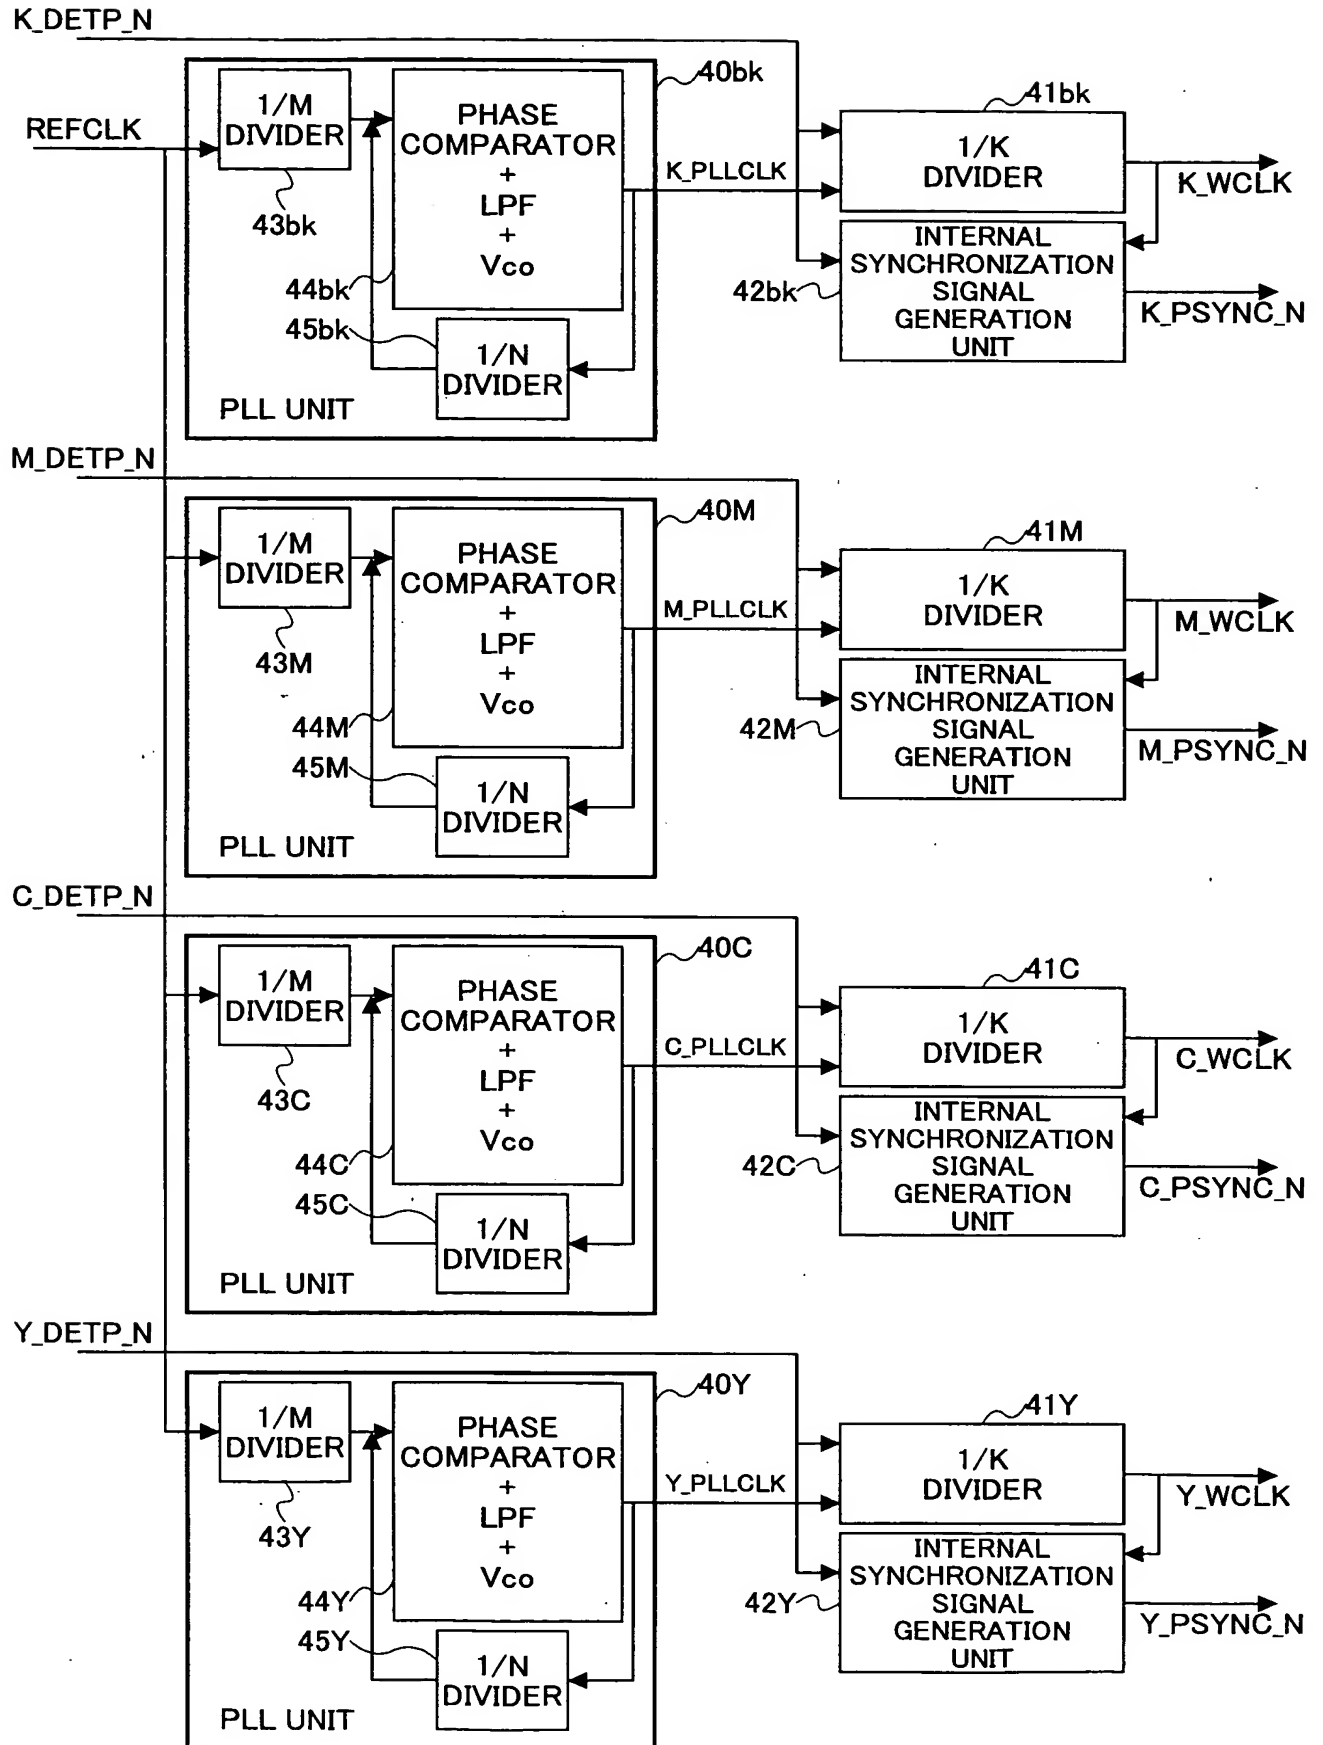 K_DETP_N
40bk
41bk
REFCLK
1/M
DIVIDER
43bk
PHASE
COMPARATOR
+
LPF
+
Vco
44bk
45bk
1/N
DIVIDER
PLL UNIT
K_PLLCLK
1/K
DIVIDER
K_WCLK
INTERNAL
SYNCHRONIZATION
SIGNAL
GENERATION
UNIT
42bk
K_PSYNC_N
M_DETP_N
40M
41M
1/M
DIVIDER
43M
PHASE
COMPARATOR
+
LPF
+
Vco
44M
45M
1/N
DIVIDER
PLL UNIT
M_PLLCLK
1/K
DIVIDER
M_WCLK
INTERNAL
SYNCHRONIZATION
SIGNAL
GENERATION
UNIT
42M
M_PSYNC_N
C_DETP_N
40C
41C
1/M
DIVIDER
43C
PHASE
COMPARATOR
+
LPF
+
Vco
44C
45C
1/N
DIVIDER
PLL UNIT
C_PLLCLK
1/K
DIVIDER
C_WCLK
INTERNAL
SYNCHRONIZATION
SIGNAL
GENERATION
UNIT
42C
C_PSYNC_N
Y_DETP_N
40Y
41Y
1/M
DIVIDER
43Y
PHASE
COMPARATOR
+
LPF
+
Vco
44Y
45Y
1/N
DIVIDER
PLL UNIT
Y_PLLCLK
1/K
DIVIDER
Y_WCLK
INTERNAL
SYNCHRONIZATION
SIGNAL
GENERATION
UNIT
42Y
Y_PSYNC_N